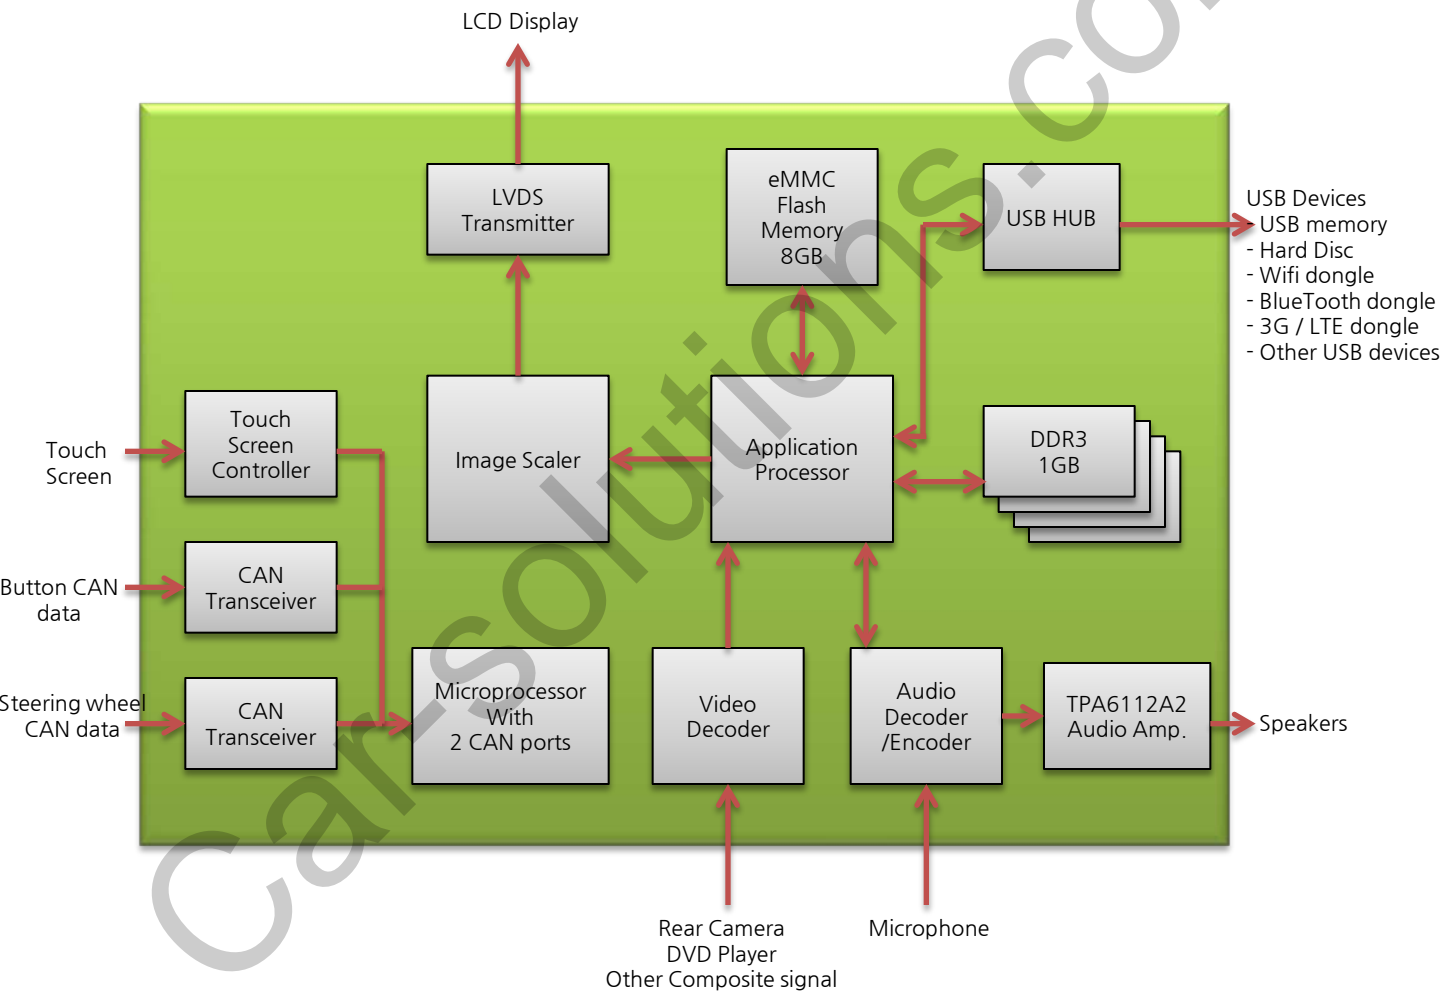 LCD Display
LVDS
Transmitter
eMMC
Flash
Memory
8GB
USB HUB
USB Devices
- USB memory
- Hard Disc
- Wifi dongle
- BlueTooth dongle
- 3G / LTE dongle
- Other USB devices
Touch
Screen
Touch
Screen
Controller
Image Scaler
Application
Processor
DDR3
1GB
Button CAN
data
CAN
Transceiver
Steering wheel
CAN data
CAN
Transceiver
Microprocessor
With
2 CAN ports
Video
Decoder
Audio
Decoder
/Encoder
TPA6112A2
Audio Amp.
Speakers
Rear Camera
DVD Player
Other Composite signal
Microphone
Car-solutions.co